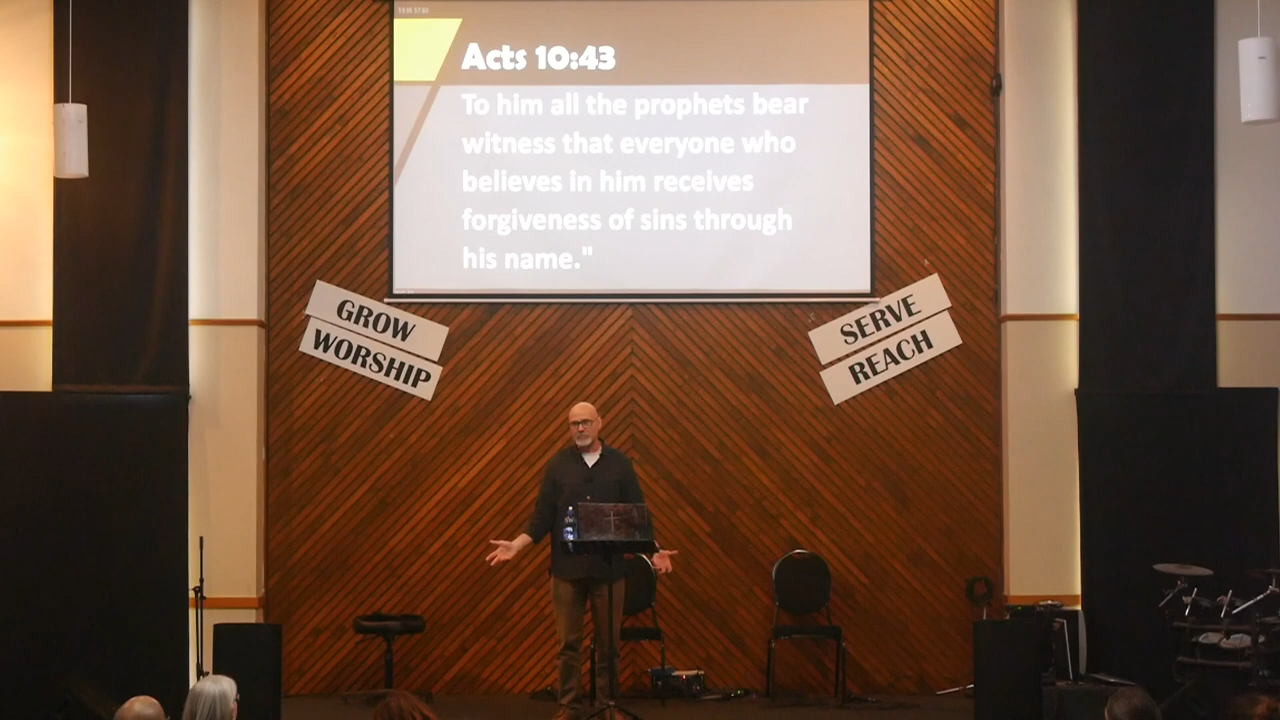 Acts 10:43
To him all the prophets bear
witness that everyone who
believes in him receives
forgiveness of sins through
his name."
GROW
WORSHIP
SERVE
REACH